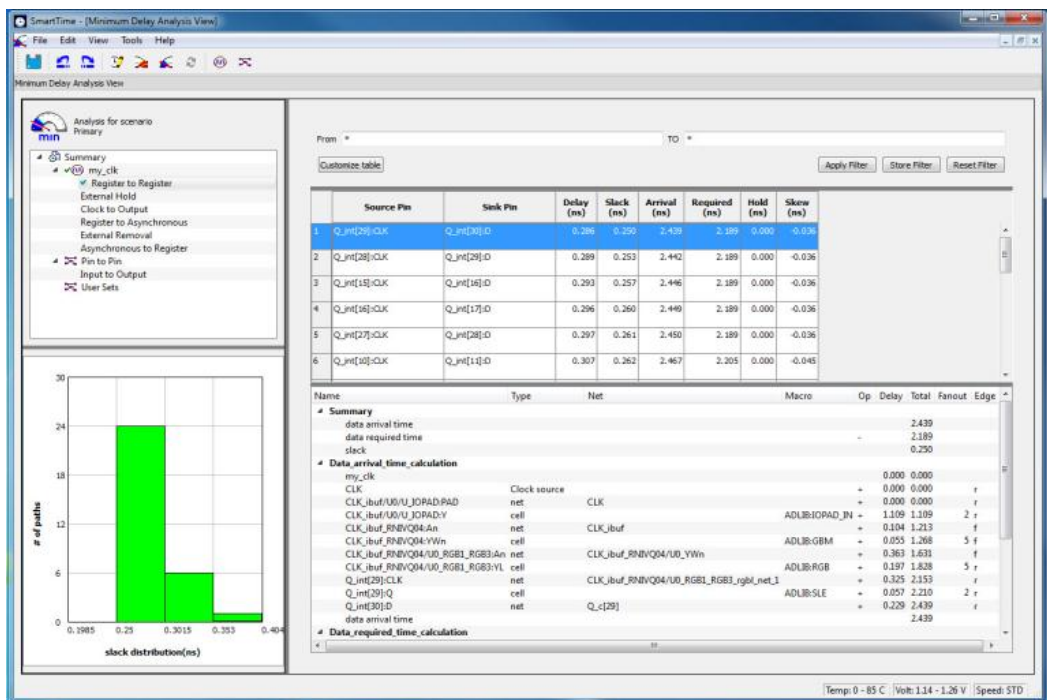 SmartTime - [Minimum Delay Analysis View]
File Edit View Tools Help
Minimum Delay Analysis View
Analysis for scenario
Primary
min
Summary
my_clk
Register to Register
External Hold
Clock to Output
Register to Asynchronous
External Removal
Asynchronous to Register
Pin to Pin
Input to Output
User Sets
From * TO *
Customize table Apply Filter Store Filter Reset Filter
Source Pin Sink Pin Delay (ns) Slack (ns) Arrival (ns) Required (ns) Hold (ns) Skew (ns)
1 Q_int[29]:CLK Q_int[30]:D 0.286 0.250 2.439 2.189 0.000 -0.036
2 Q_int[28]:CLK Q_int[29]:D 0.289 0.253 2.442 2.189 0.000 -0.036
3 Q_int[15]:CLK Q_int[16]:D 0.293 0.257 2.446 2.189 0.000 -0.036
4 Q_int[16]:CLK Q_int[17]:D 0.296 0.260 2.449 2.189 0.000 -0.036
5 Q_int[27]:CLK Q_int[28]:D 0.297 0.261 2.450 2.189 0.000 -0.036
6 Q_int[10]:CLK Q_int[11]:D 0.307 0.262 2.467 2.205 0.000 -0.045
Name Type Net Macro Op Delay Total Fanout Edge
Summary
data arrival time 2.439
data required time - 2.189
slack 0.250
Data_arrival_time_calculation
my_clk 0.000 0.000
CLK Clock source + 0.000 0.000 r
CLK_ibuf/U0/U_IOPAD:PAD net CLK + 0.000 0.000 r
CLK_ibuf/U0/U_IOPAD:Y cell ADLIB:IOPAD_IN + 1.109 1.109 2 r
CLK_ibuf_RNIVQ04:An net CLK_ibuf + 0.104 1.213 f
CLK_ibuf_RNIVQ04:YWn cell ADLIB:GBM + 0.055 1.268 5 f
CLK_ibuf_RNIVQ04/U0_RGB1_RGB3:An net CLK_ibuf_RNIVQ04/U0_YWn + 0.363 1.631 f
CLK_ibuf_RNIVQ04/U0_RGB1_RGB3:YL cell ADLIB:RGB + 0.197 1.828 5 r
Q_int[29]:CLK net CLK_ibuf_RNIVQ04/U0_RGB1_RGB3_rgbl_net_1 + 0.325 2.153 r
Q_int[29]:Q cell ADLIB:SLE + 0.057 2.210 2 r
Q_int[30]:D net Q_c[29] + 0.229 2.439 r
data arrival time 2.439
Data_required_time_calculation
# of paths
30
24
18
12
6
0
0.1985 0.25 0.3015 0.353 0.404
slack distribution(ns)
Temp: 0 - 85 C Volt: 1.14 - 1.26 V Speed: STD